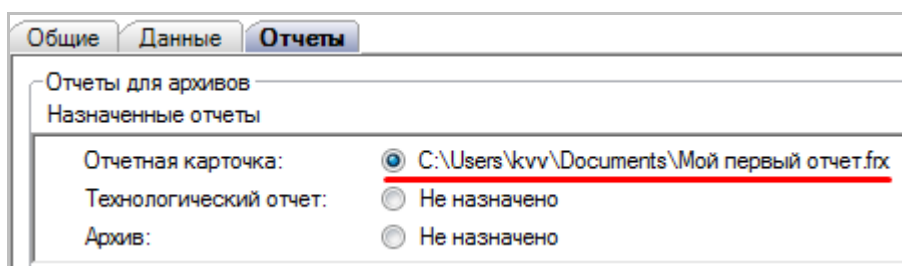 Общие Данные Отчеты
Отчеты для архивов
Назначенные отчеты
Отчетная карточка: C:\Users\kvv\Documents\Мой первый отчет.frx
Технологический отчет: Не назначено
Архив: Не назначено